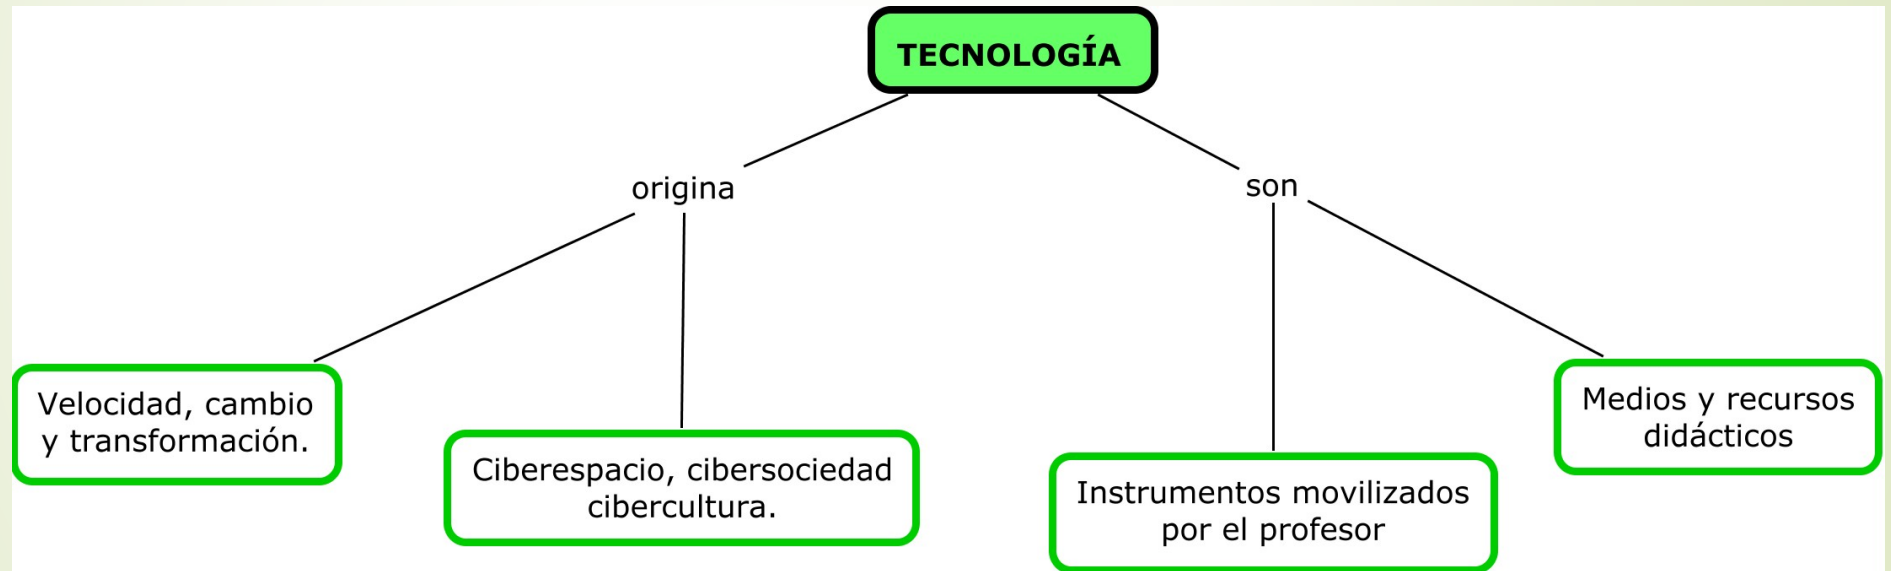 TECNOLOGÍA
origina
son
Velocidad, cambio
y transformación.
Ciberespacio, cibersociedad
cibercultura.
Instrumentos movilizados
por el profesor
Medios y recursos
didácticos